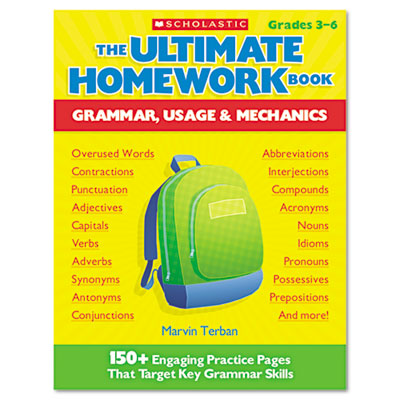 SCHOLASTIC
Grades 3–6
THE ULTIMATE
HOMEWORK BOOK
GRAMMAR, USAGE & MECHANICS
Overused Words
Contractions
Punctuation
Adjectives
Capitals
Verbs
Adverbs
Synonyms
Antonyms
Conjunctions
Abbreviations
Interjections
Compounds
Acronyms
Nouns
Idioms
Pronouns
Possessives
Prepositions
And more!
Marvin Terban
150+ Engaging Practice Pages
That Target Key Grammar Skills